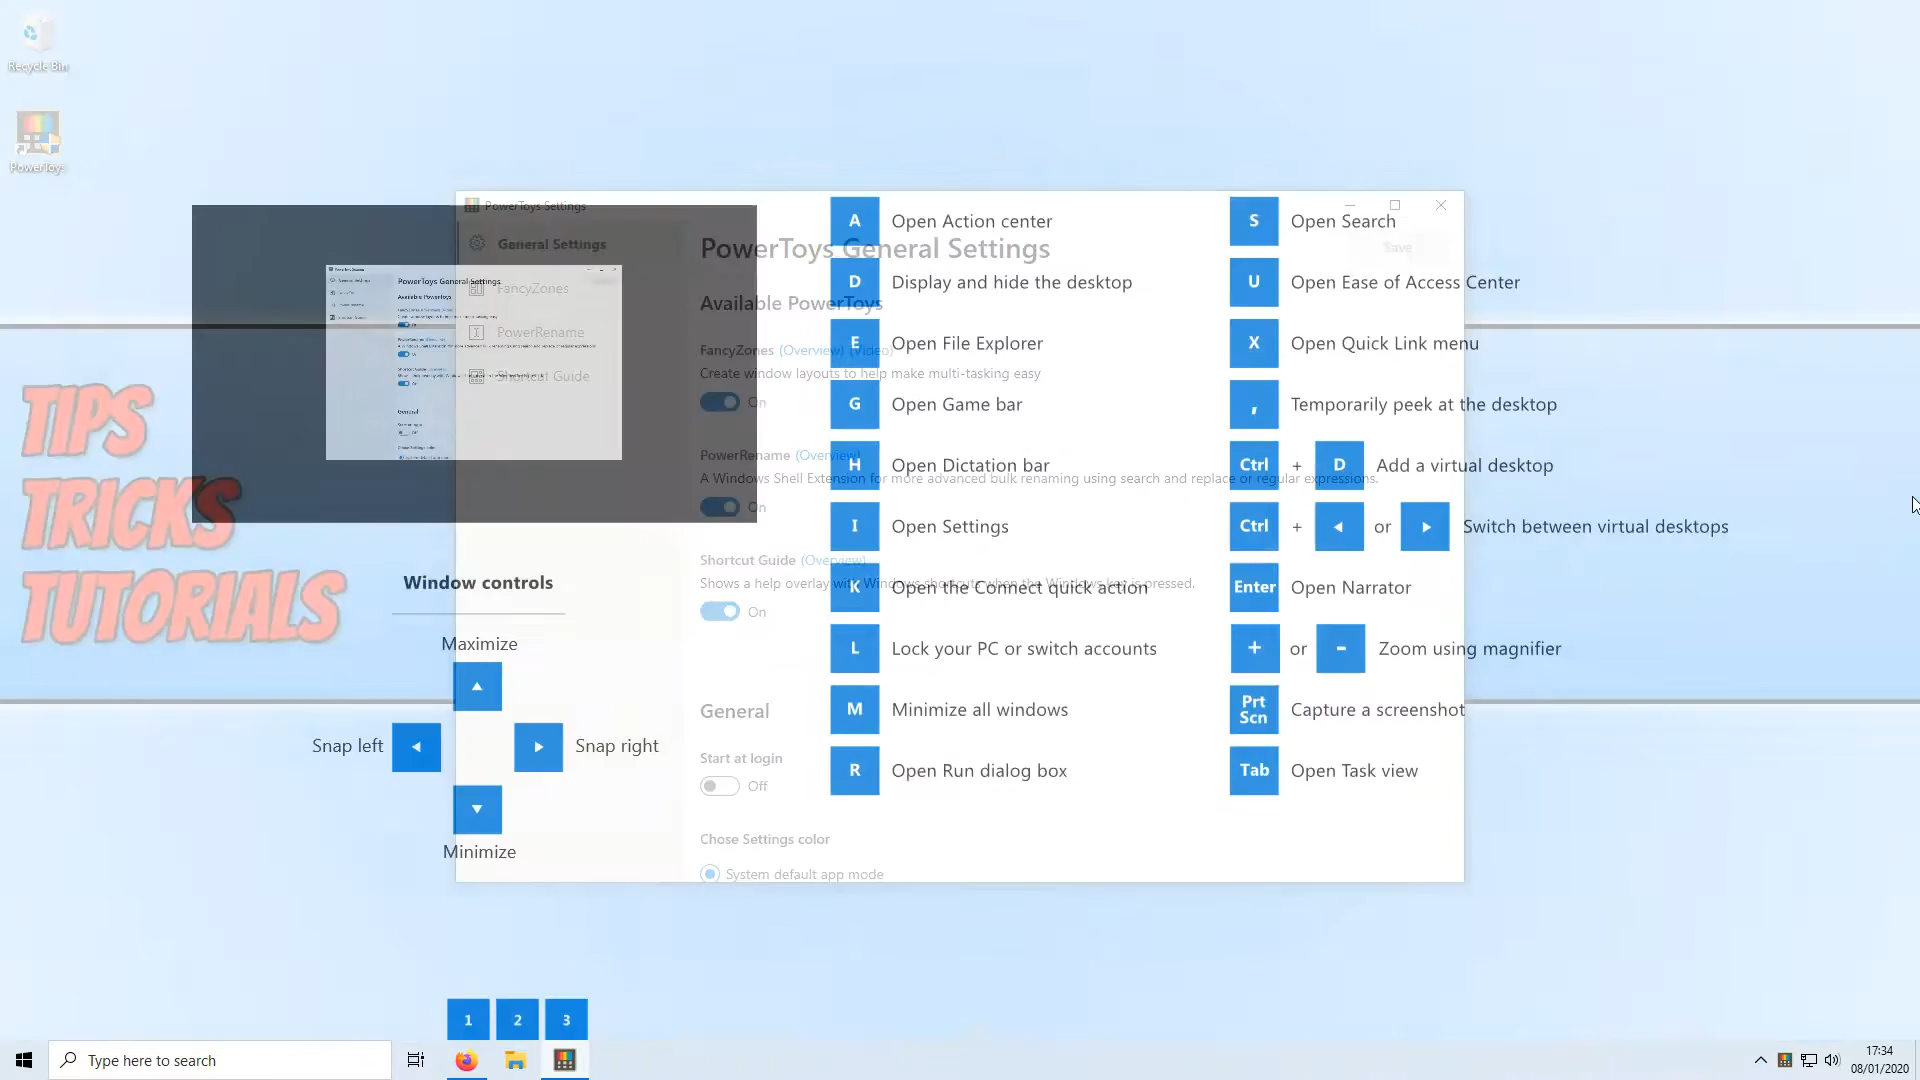 Recycle Bin
PowerToys
TIPS
TRICKS
TUTORIALS
PowerToys Settings
General Settings
FancyZones
PowerRename
Shortcut Guide
PowerToys General Settings
Save
Available PowerToys
FancyZones (Overview) (Video)
Create window layouts to help make multi-tasking easy
On
PowerRename (Overview)
A Windows Shell Extension for more advanced bulk renaming using search and replace or regular expressions.
On
Shortcut Guide (Overview)
Shows a help overlay with Windows shortcuts when the Windows key is pressed.
On
General
Start at login
Off
Chose Settings color
System default app mode
PowerToys General Settings
Available PowerToys
General
Window controls
Maximize
Snap left
Snap right
Minimize
A Open Action center
D Display and hide the desktop
E Open File Explorer
G Open Game bar
H Open Dictation bar
I Open Settings
K Open the Connect quick action
L Lock your PC or switch accounts
M Minimize all windows
R Open Run dialog box
S Open Search
U Open Ease of Access Center
X Open Quick Link menu
, Temporarily peek at the desktop
Ctrl + D Add a virtual desktop
Ctrl + ◄ or ► Switch between virtual desktops
Enter Open Narrator
+ or - Zoom using magnifier
Prt Scn Capture a screenshot
Tab Open Task view
1 2 3
Type here to search
17:34
08/01/2020